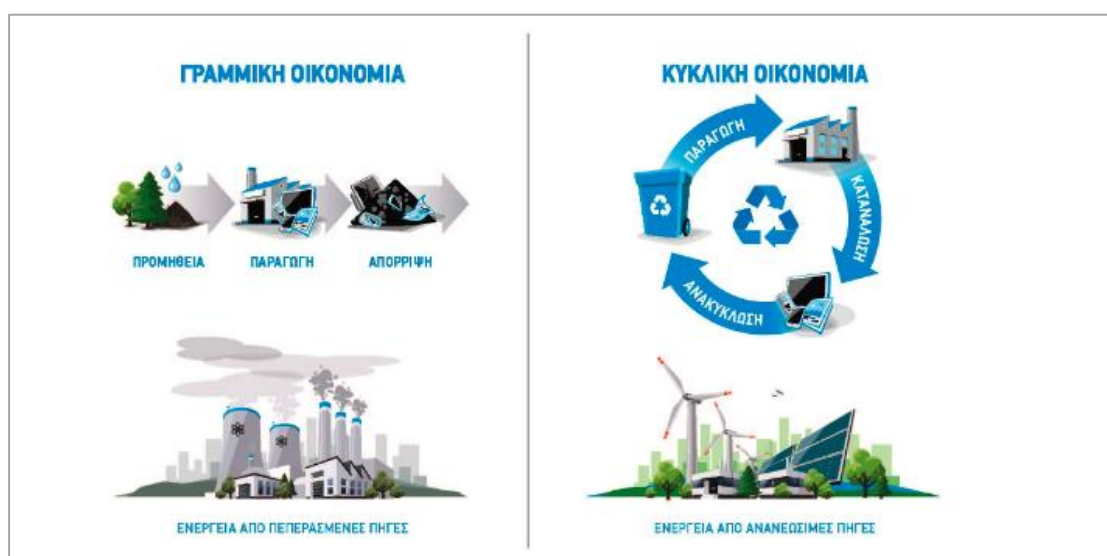 ΓΡΑΜΜΙΚΗ ΟΙΚΟΝΟΜΙΑ
ΠΡΟΜΗΘΕΙΑ
ΠΑΡΑΓΩΓΗ
ΑΠΟΡΡΙΨΗ
ΕΝΕΡΓΕΙΑ ΑΠΟ ΠΕΠΕΡΑΣΜΕΝΕΣ ΠΗΓΕΣ
ΚΥΚΛΙΚΗ ΟΙΚΟΝΟΜΙΑ
ΠΑΡΑΓΩΓΗ
ΚΑΤΑΝΑΛΩΣΗ
ΑΝΑΚΥΚΛΩΣΗ
ΕΝΕΡΓΕΙΑ ΑΠΟ ΑΝΑΝΕΩΣΙΜΕΣ ΠΗΓΕΣ